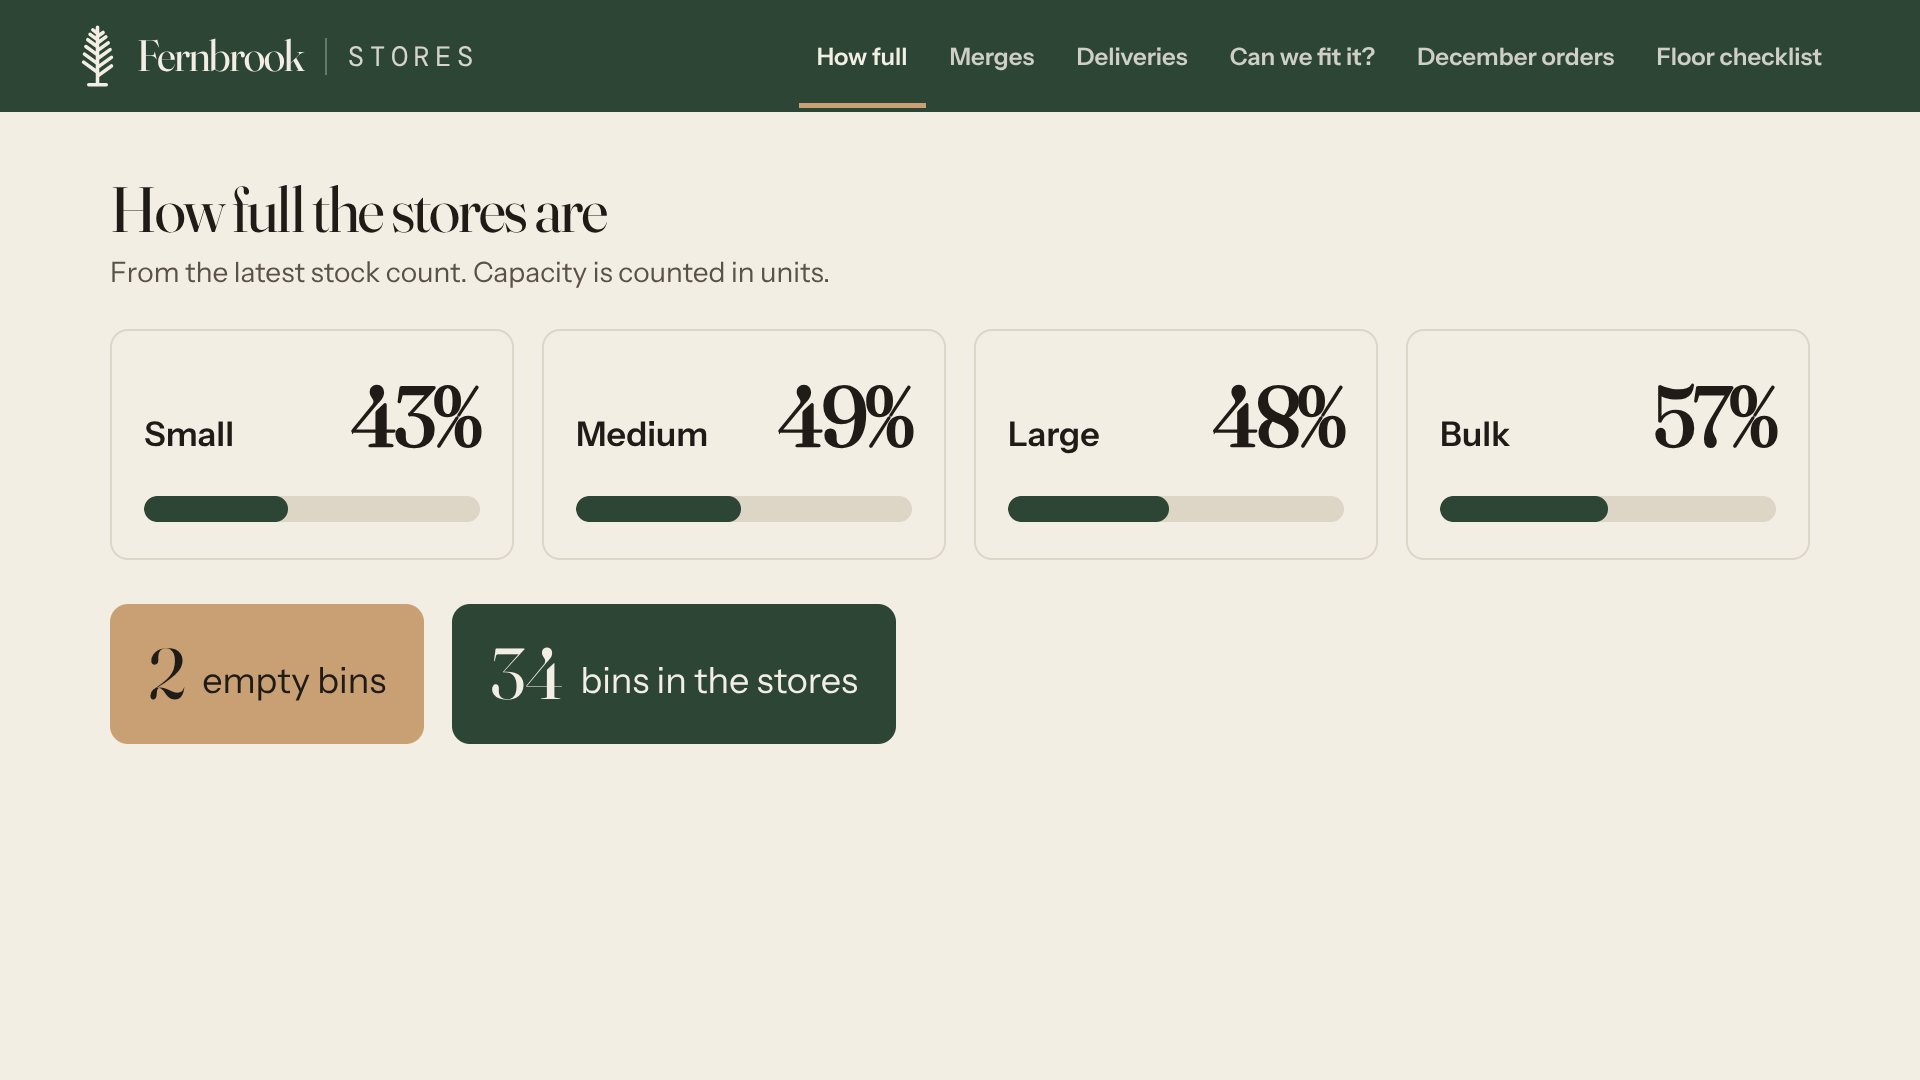 Fernbrook STORES
How full Merges Deliveries Can we fit it? December orders Floor checklist
How full the stores are
From the latest stock count. Capacity is counted in units.
Small 43%
Medium 49%
Large 48%
Bulk 57%
2 empty bins
34 bins in the stores